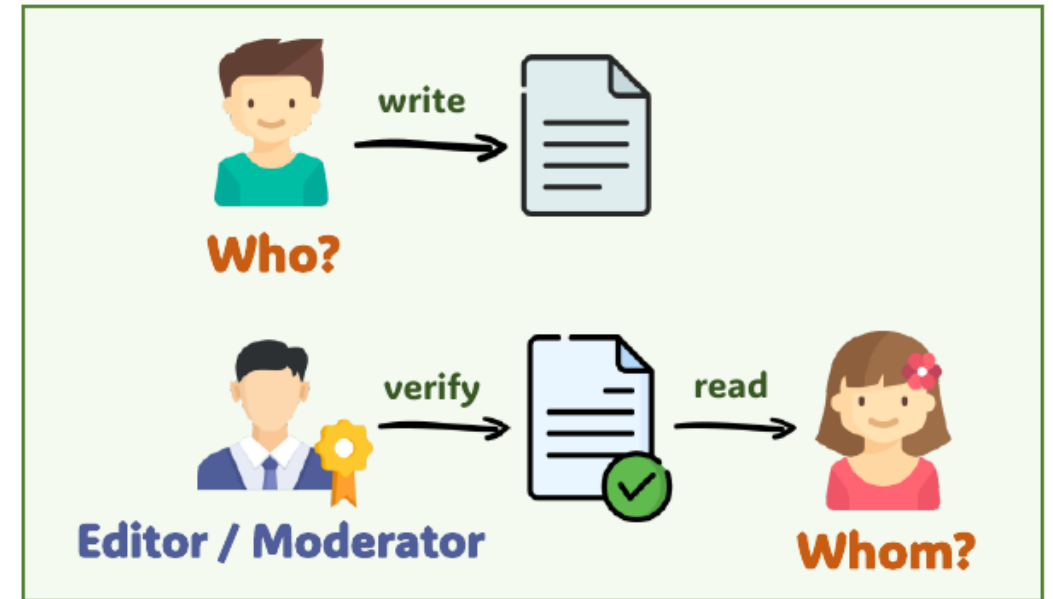 write
Who?
verify
read
Editor / Moderator
Whom?